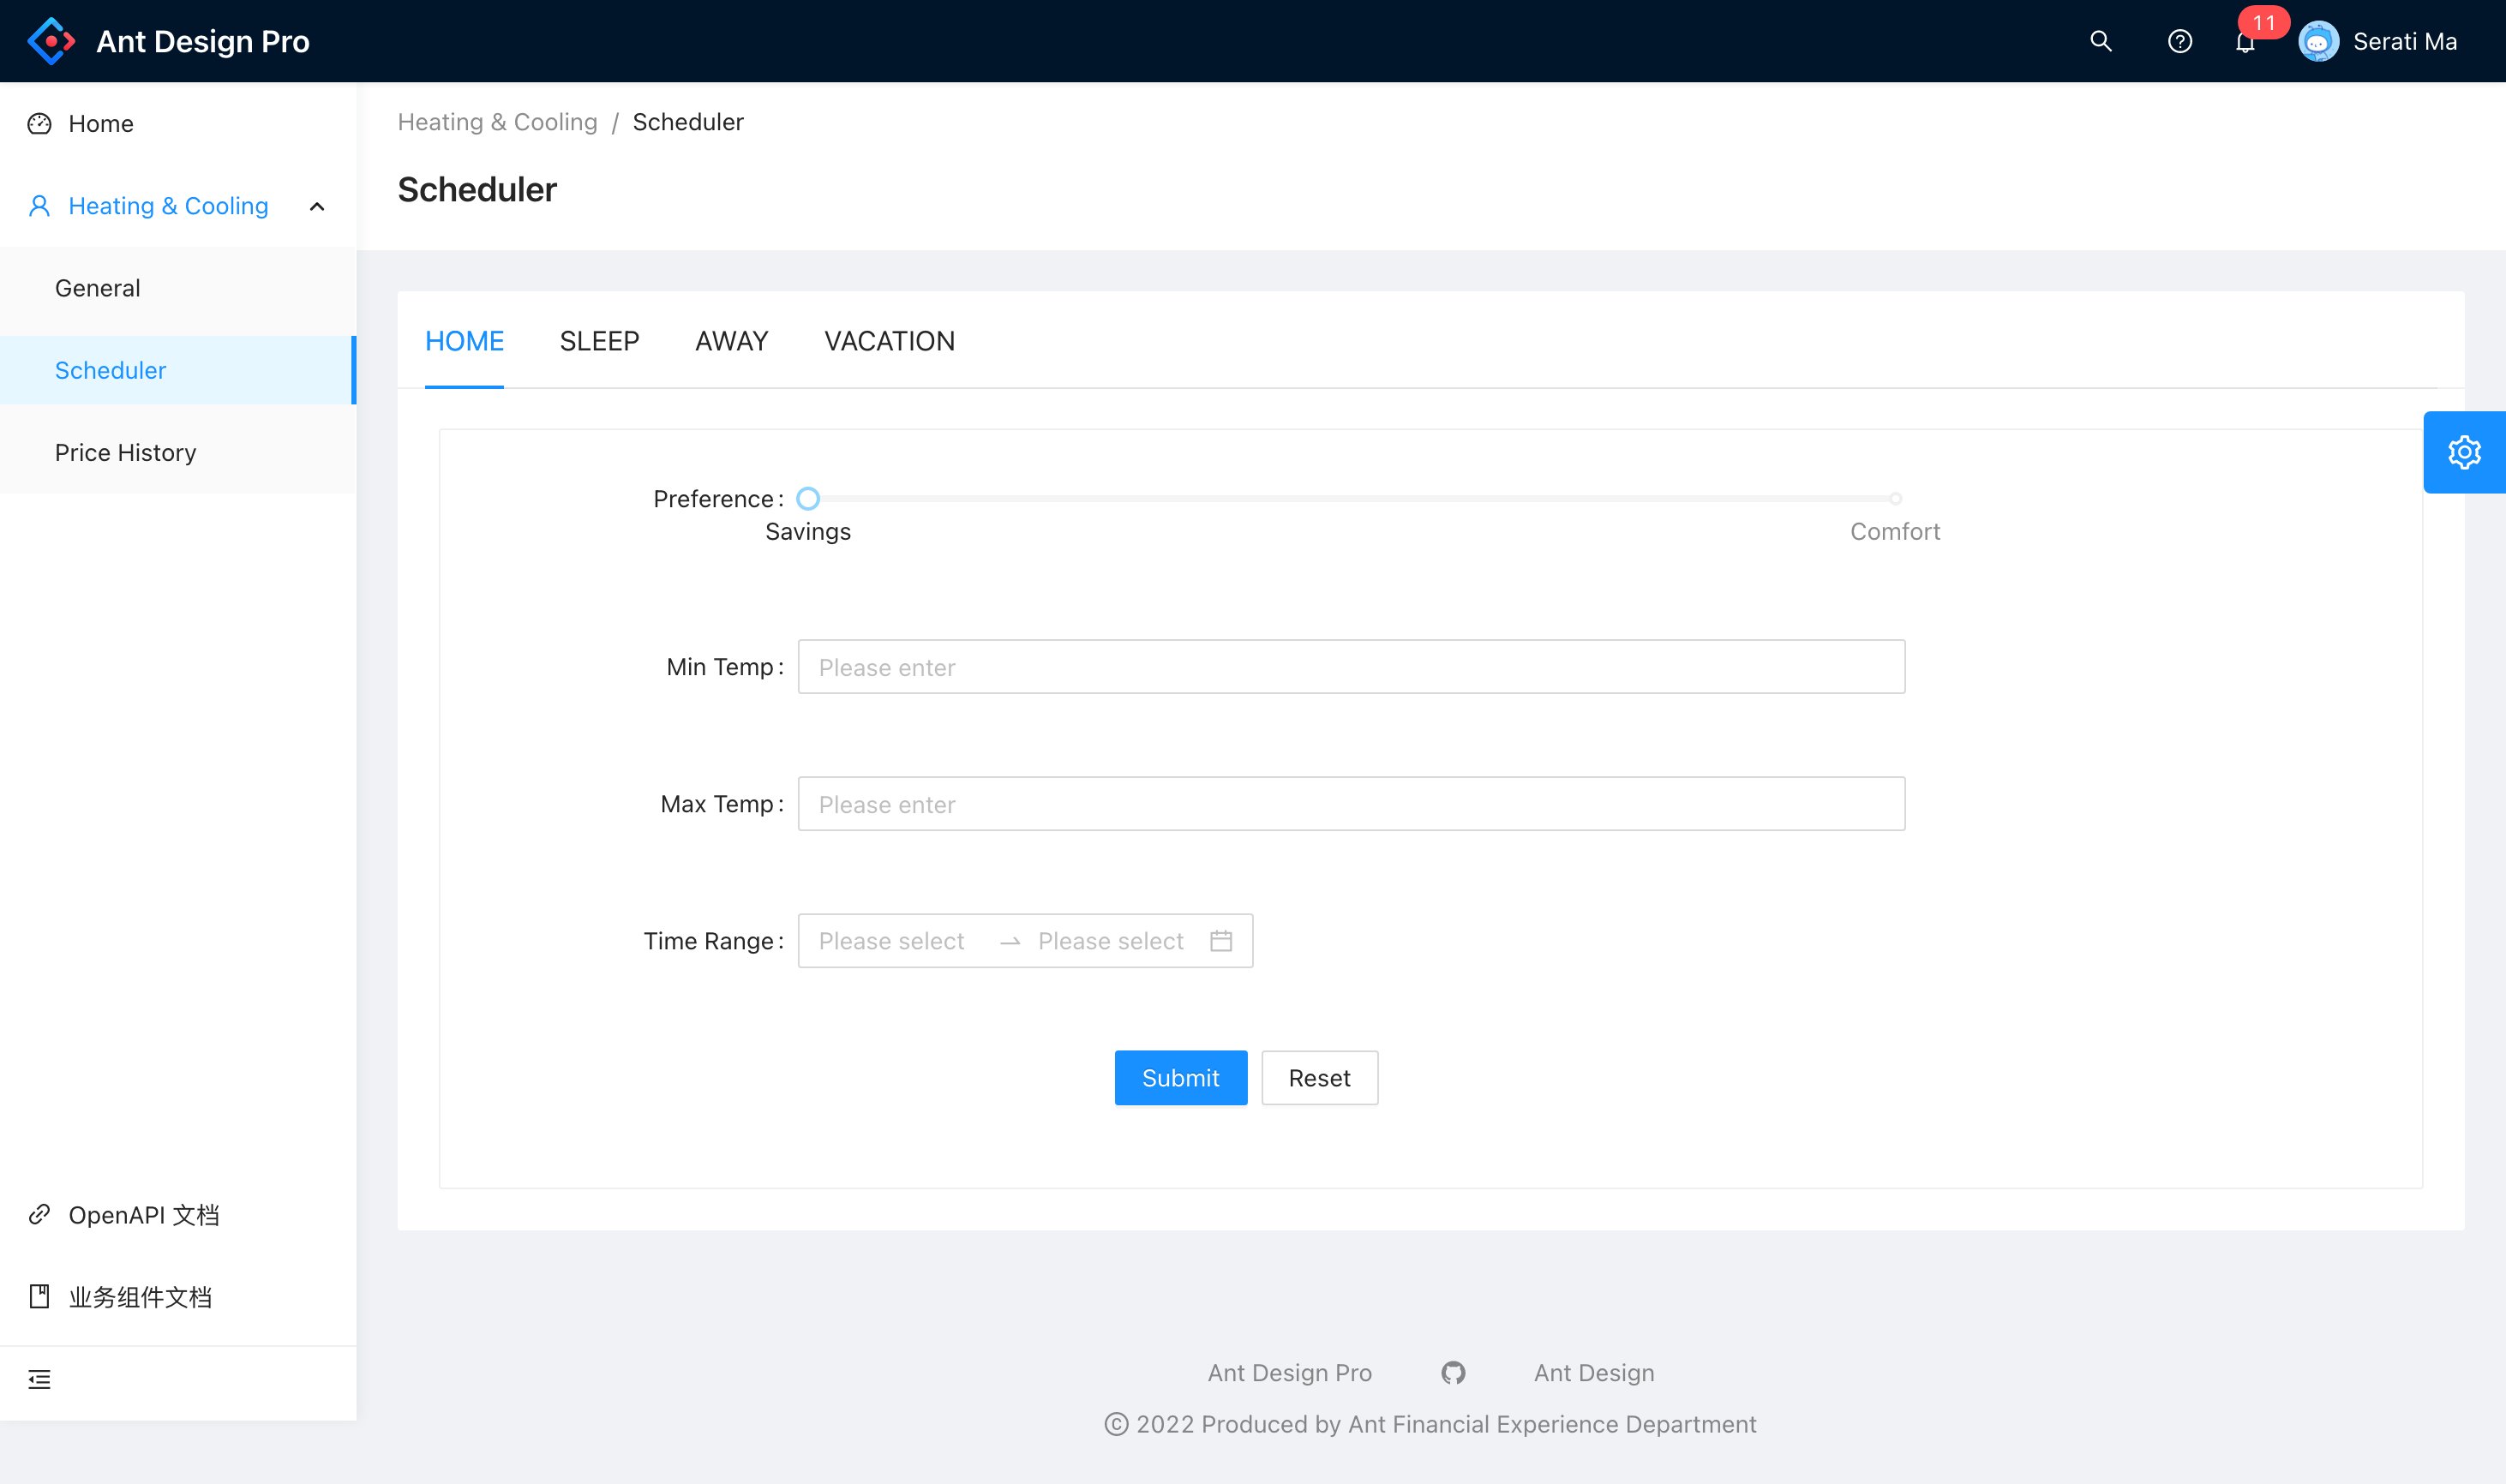 Ant Design Pro
11
Serati Ma
Home
Heating & Cooling
General
Scheduler
Price History
OpenAPI 文档
业务组件文档
Heating & Cooling / Scheduler
Scheduler
HOME SLEEP AWAY VACATION
Preference:
Savings Comfort
Min Temp: Please enter
Max Temp: Please enter
Time Range: Please select → Please select
Submit Reset
Ant Design Pro Ant Design
© 2022 Produced by Ant Financial Experience Department